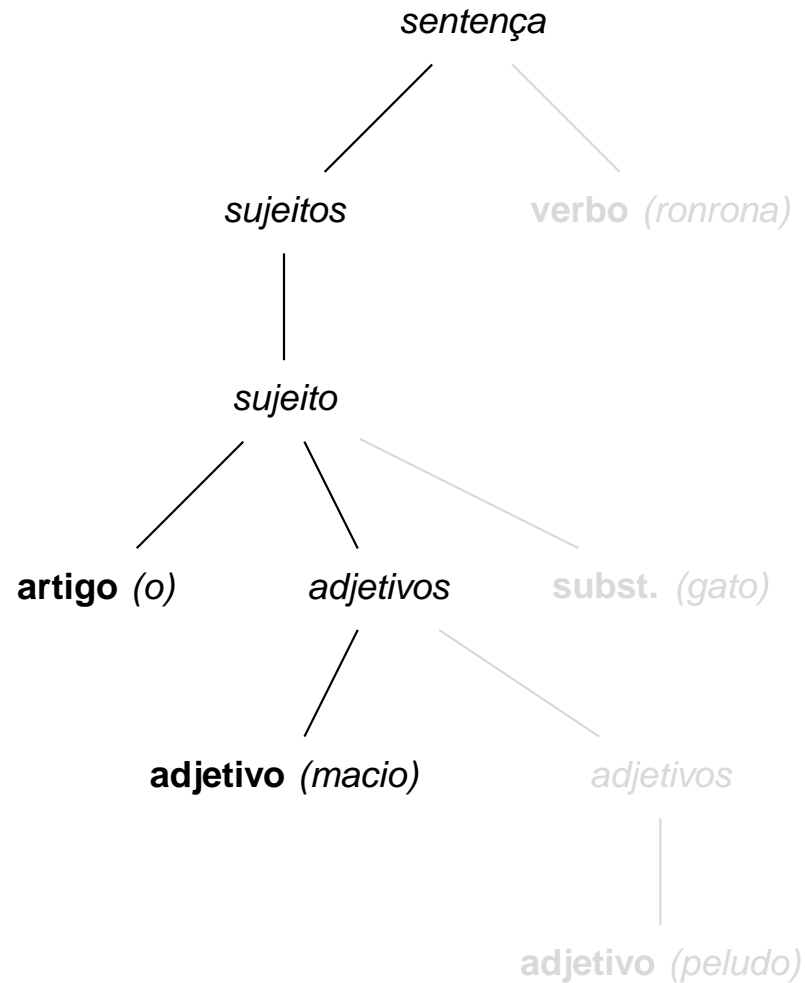 sentença
sujeitos verbo (ronrona)
sujeito
artigo (o) adjetivos subst. (gato)
adjetivo (macio) adjetivos
adjetivo (peludo)